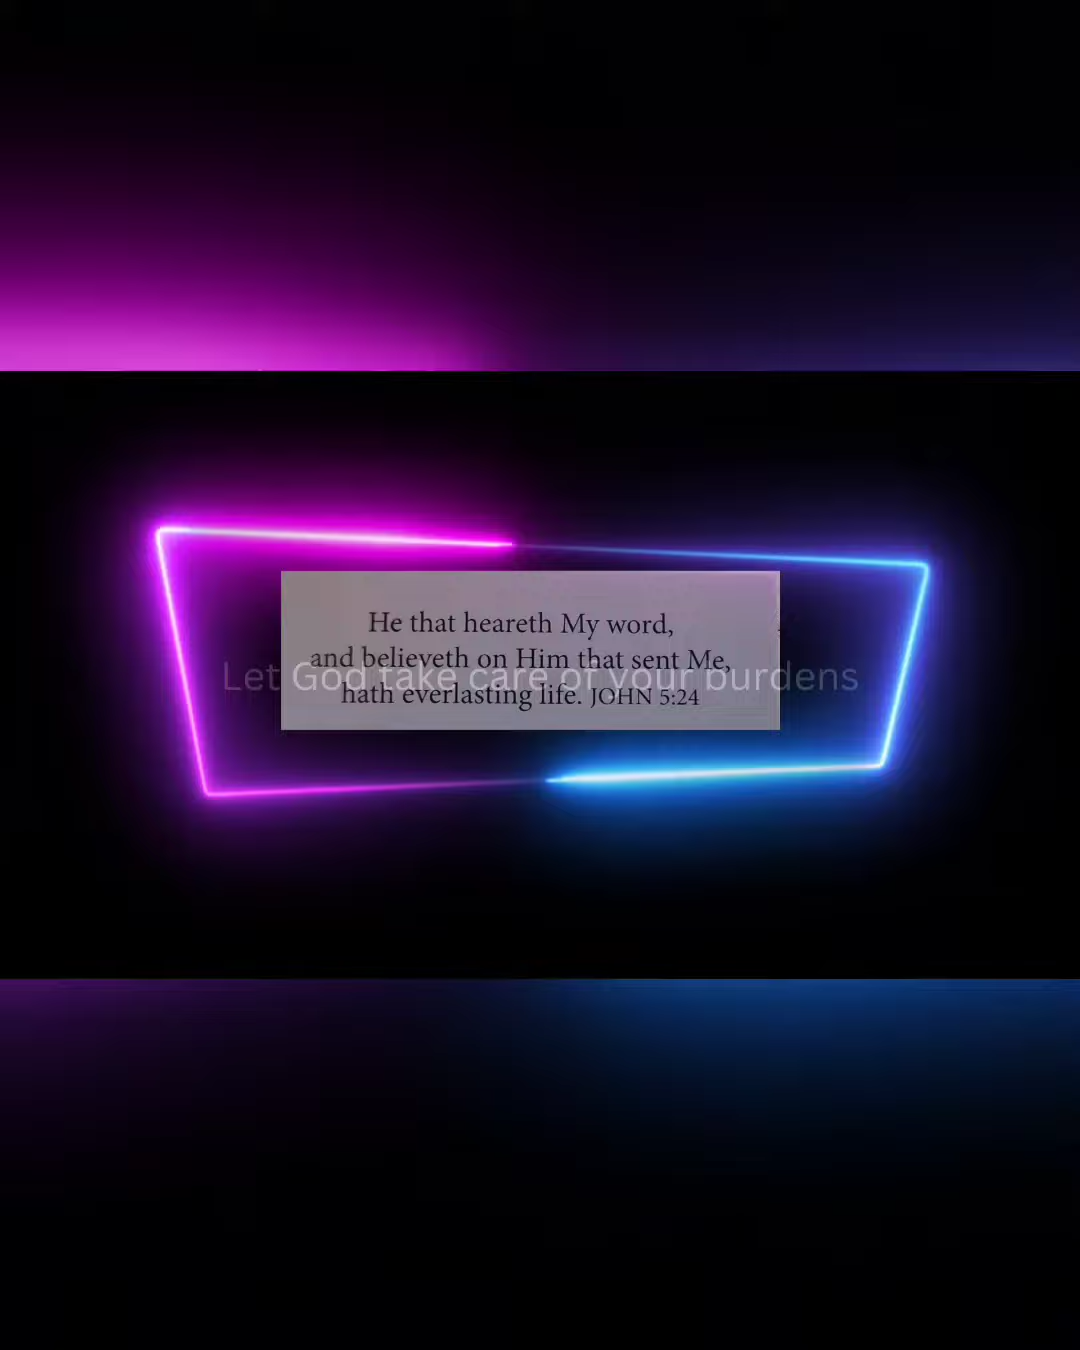 He that heareth My word,
and believeth on Him that sent Me,
Let God take care of your burdens
hath everlasting life. JOHN 5:24